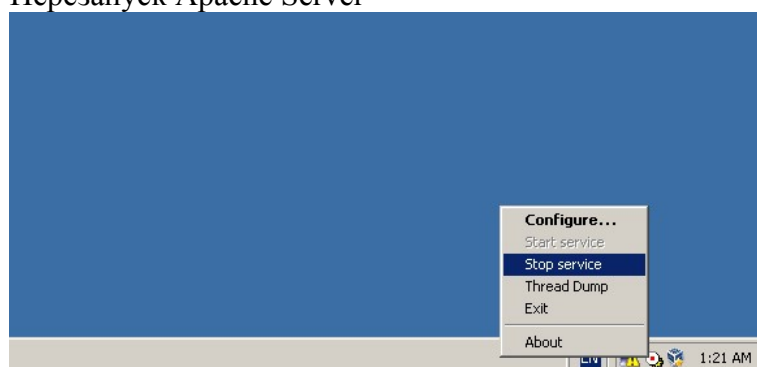 Перезапуск Apache Server
Configure...
Start service
Stop service
Thread Dump
Exit
About
EN
1:21 AM